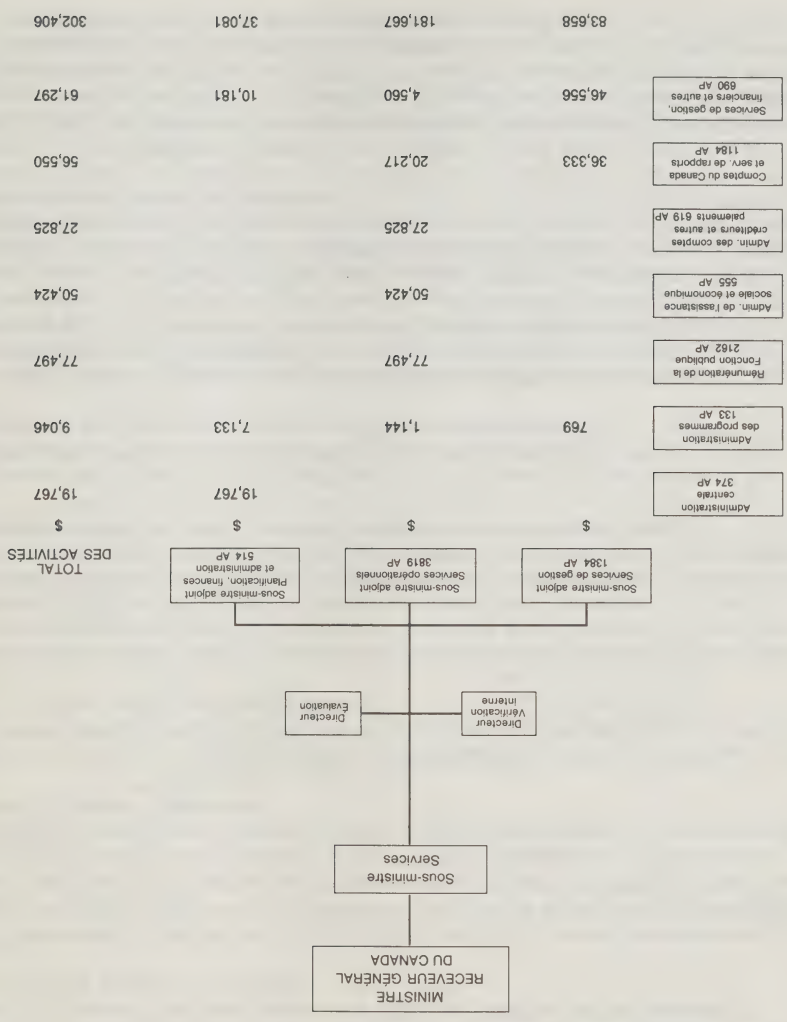 MINISTRE
RECEVEUR GÉNÉRAL
DU CANADA
Sous-ministre
Services
Directeur
Vérification
interne
Directeur
Évaluation
Sous-ministre adjoint
Services de gestion
1384 AP
Sous-ministre adjoint
Services opérationnels
3819 AP
Sous-ministre adjoint
Planification, finances
et administration
514 AP
TOTAL
DES ACTIVITÉS
$ $ $ $
Administration
centrale
374 AP
19,767 19,767
Administration
des programmes
133 AP
769 1,144 7,133 9,046
Rémunération de la
Fonction publique
2162 AP
77,497 77,497
Admin. de l'assistance
sociale et économique
555 AP
50,424 50,424
Admin. des comptes
créditeurs et autres
paiements 619 AP
27,825 27,825
Comptes du Canada
et serv. de rapports
1184 AP
36,333 20,217 56,550
Services de gestion,
financiers et autres
690 AP
46,556 4,560 10,181 61,297
83,658 181,667 37,081 302,406